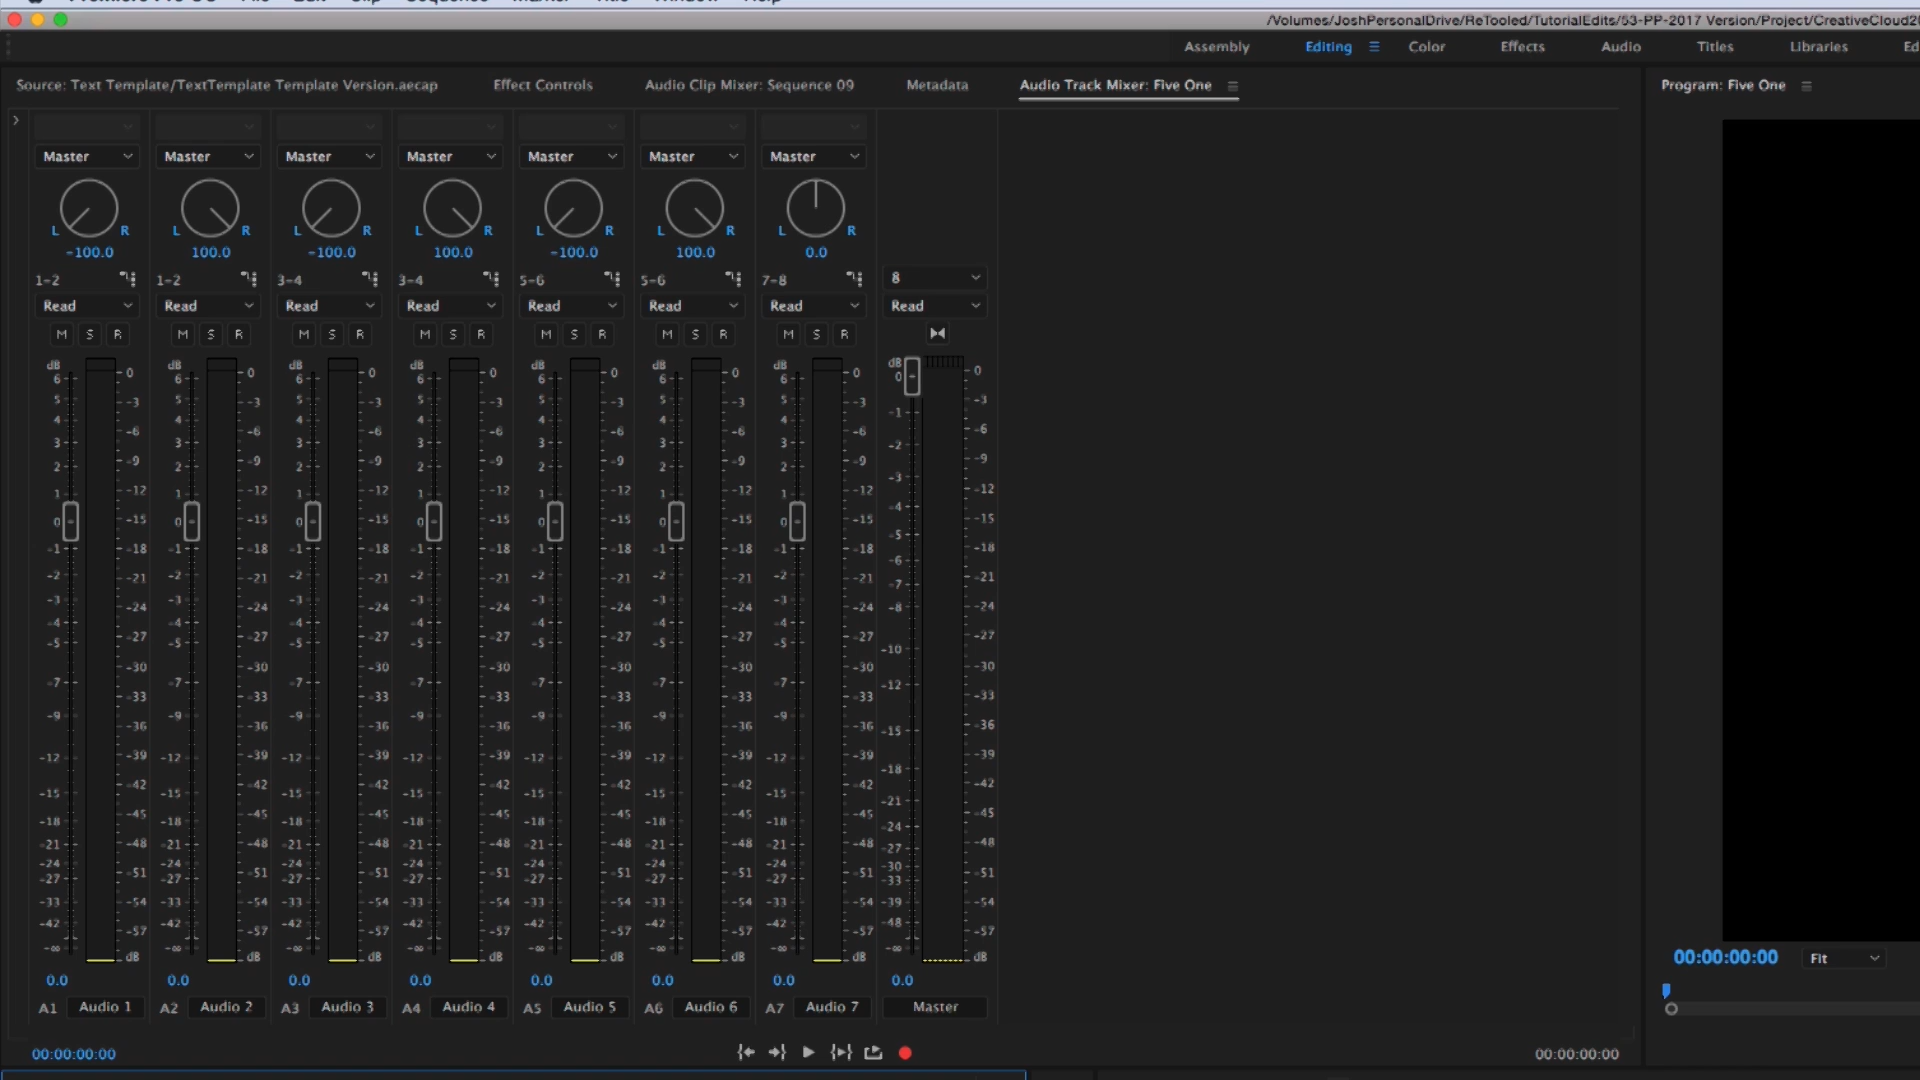 /Volumes/JoshPersonalDrive/ReTooled/TutorialEdits/53-PP-2017 Version/Project/CreativeCloud20
Assembly Editing Color Effects Audio Titles Libraries Ed
Source: Text Template/TextTemplate Template Version.aecap Effect Controls Audio Clip Mixer: Sequence 09 Metadata Audio Track Mixer: Five One Program: Five One
Master Master Master Master Master Master Master
L R L R L R L R L R L R L R
-100.0 100.0 -100.0 100.0 -100.0 100.0 0.0
1-2 1-2 3-4 3-4 5-6 5-6 7-8 8
Read Read Read Read Read Read Read Read
M S R M S R M S R M S R M S R M S R M S R
dB dB dB dB dB dB dB dB
6 0 6 0 6 0 6 0 6 0 6 0 6 0 0 0
5 -3 5 -3 5 -3 5 -3 5 -3 5 -3 5 -3 -1 -3
4 -6 4 -6 4 -6 4 -6 4 -6 4 -6 4 -6 -2 -6
3 -9 3 -9 3 -9 3 -9 3 -9 3 -9 3 -9 -9
2 2 2 2 2 2 2 -3
1 -12 1 -12 1 -12 1 -12 1 -12 1 -12 1 -12 -4 -12
0 -15 0 -15 0 -15 0 -15 0 -15 0 -15 0 -15 -5 -15
-1 -18 -1 -18 -1 -18 -1 -18 -1 -18 -1 -18 -1 -18 -6 -18
-2 -21 -2 -21 -2 -21 -2 -21 -2 -21 -2 -21 -2 -21 -7 -21
-3 -24 -3 -24 -3 -24 -3 -24 -3 -24 -3 -24 -3 -24 -8 -24
-4 -27 -4 -27 -4 -27 -4 -27 -4 -27 -4 -27 -4 -27 -27
-5 -30 -5 -30 -5 -30 -5 -30 -5 -30 -5 -30 -5 -30 -10 -30
-7 -33 -7 -33 -7 -33 -7 -33 -7 -33 -7 -33 -7 -33 -12 -33
-9 -36 -9 -36 -9 -36 -9 -36 -9 -36 -9 -36 -9 -36 -15 -36
-12 -39 -12 -39 -12 -39 -12 -39 -12 -39 -12 -39 -12 -39 -18 -39
-15 -42 -15 -42 -15 -42 -15 -42 -15 -42 -15 -42 -15 -42 -21 -42
-18 -45 -18 -45 -18 -45 -18 -45 -18 -45 -18 -45 -18 -45 -24 -45
-21 -48 -21 -48 -21 -48 -21 -48 -21 -48 -21 -48 -21 -48 -27 -48
-24 -51 -24 -51 -24 -51 -24 -51 -24 -51 -24 -51 -24 -51 -30 -51
-27 -27 -27 -27 -27 -27 -27 -33
-33 -54 -33 -54 -33 -54 -33 -54 -33 -54 -33 -54 -33 -54 -39 -54
-42 -57 -42 -57 -42 -57 -42 -57 -42 -57 -42 -57 -42 -57 -48 -57
-∞ dB -∞ dB -∞ dB -∞ dB -∞ dB -∞ dB -∞ dB -∞ dB
00:00:00:00 Fit
0.0 0.0 0.0 0.0 0.0 0.0 0.0 0.0
A1 Audio 1 A2 Audio 2 A3 Audio 3 A4 Audio 4 A5 Audio 5 A6 Audio 6 A7 Audio 7 Master
00:00:00:00 00:00:00:00